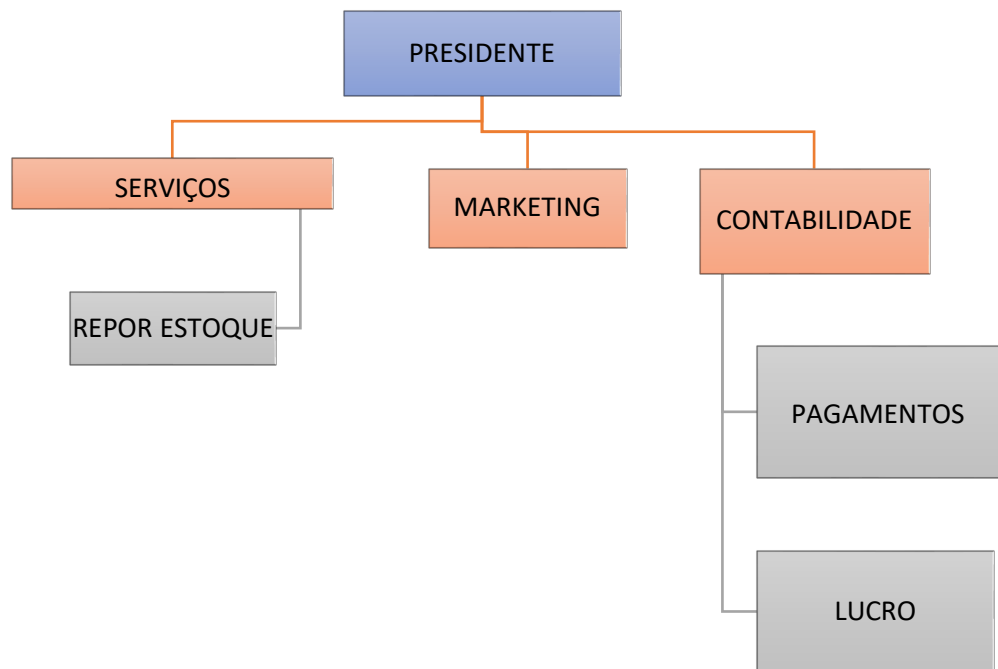 PRESIDENTE
SERVIÇOS
MARKETING
CONTABILIDADE
REPOR ESTOQUE
PAGAMENTOS
LUCRO